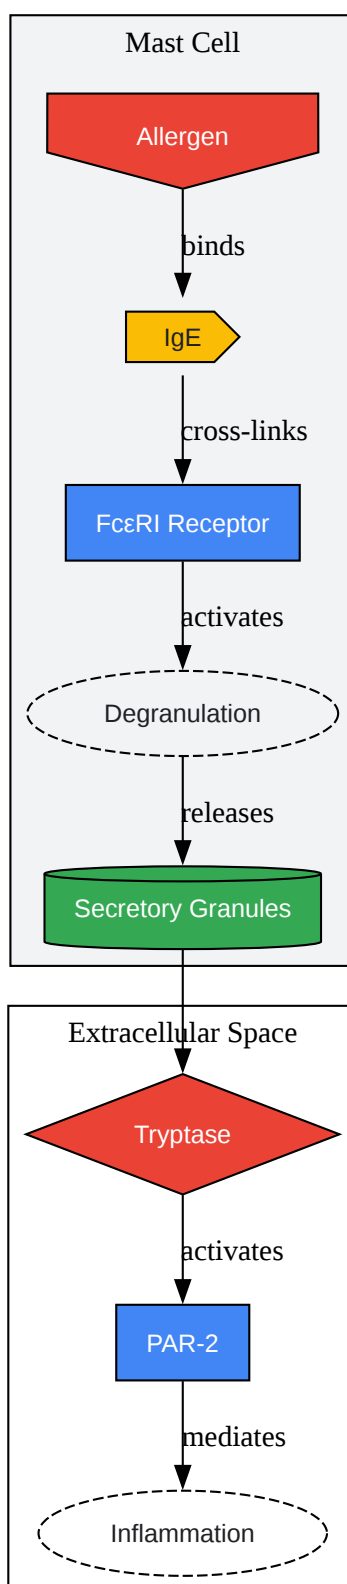 Mast Cell
Allergen
binds
IgE
cross-links
FcεRI Receptor
activates
Degranulation
releases
Secretory Granules
Extracellular Space
Tryptase
activates
PAR-2
mediates
Inflammation